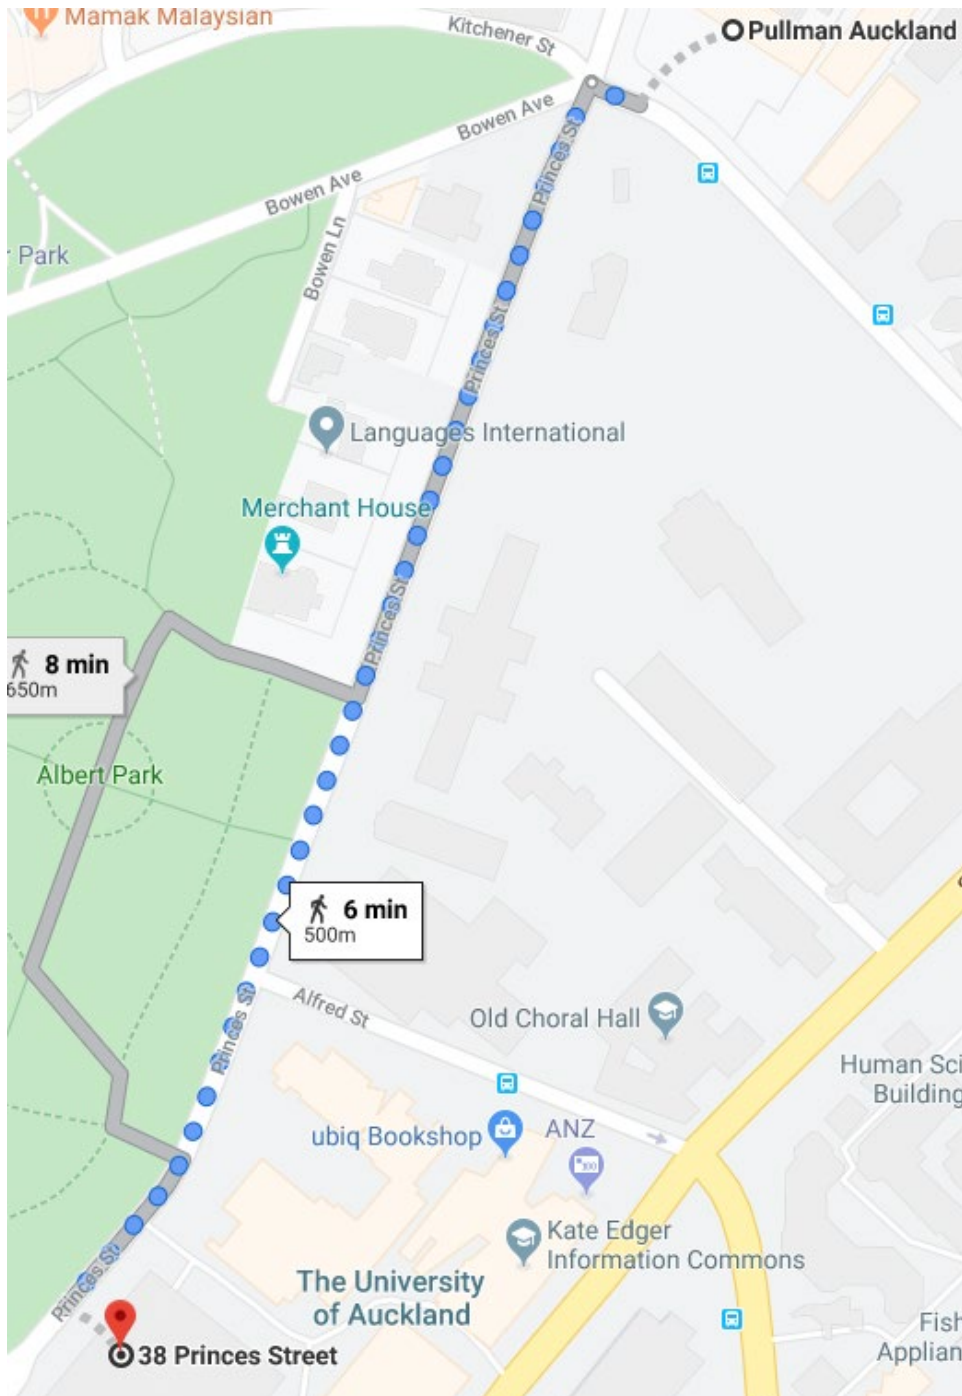 Mamak Malaysian
Kitchener St
Pullman Auckland
Bowen Ave
Princes St
Bowen Ave
Park
Bowen Ln
Princes St
Languages International
Merchant House
Princes St
8 min
650m
Albert Park
6 min
500m
Princes St
Alfred St
Old Choral Hall
Human Sci
Building
ubiq Bookshop
ANZ
Kate Edger
Information Commons
The University
of Auckland
Princes St
Fish
Applian
38 Princes Street